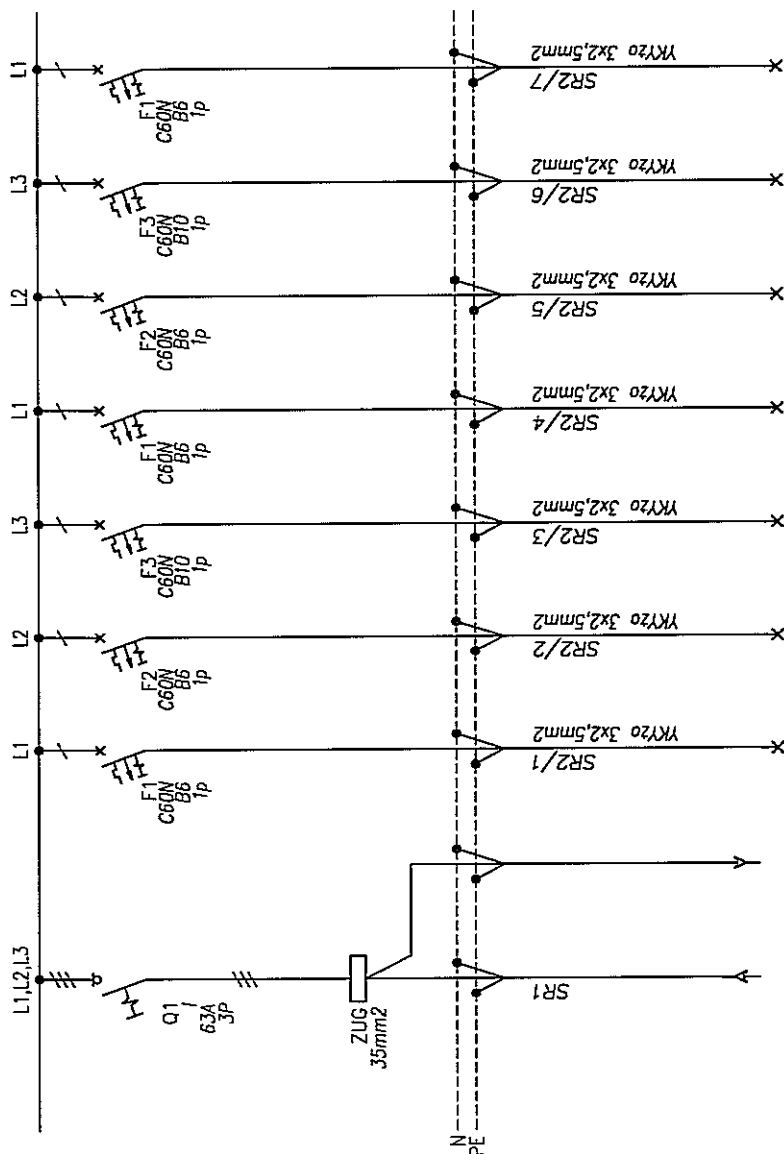 L1
L3
L2
L1
L3
L2
L1
L1,L2,L3
F1
C60N
B6
1p
F3
C60N
B10
1p
F2
C60N
B6
1p
F1
C60N
B6
1p
F3
C60N
B10
1p
F2
C60N
B6
1p
F1
C60N
B6
1p
Q1
I
63A
3P
ZUG
35mm2
N
PE
YKYżo 3x2,5mm2
SR2/7
YKYżo 3x2,5mm2
SR2/6
YKYżo 3x2,5mm2
SR2/5
YKYżo 3x2,5mm2
SR2/4
YKYżo 3x2,5mm2
SR2/3
YKYżo 3x2,5mm2
SR2/2
YKYżo 3x2,5mm2
SR2/1
SR1